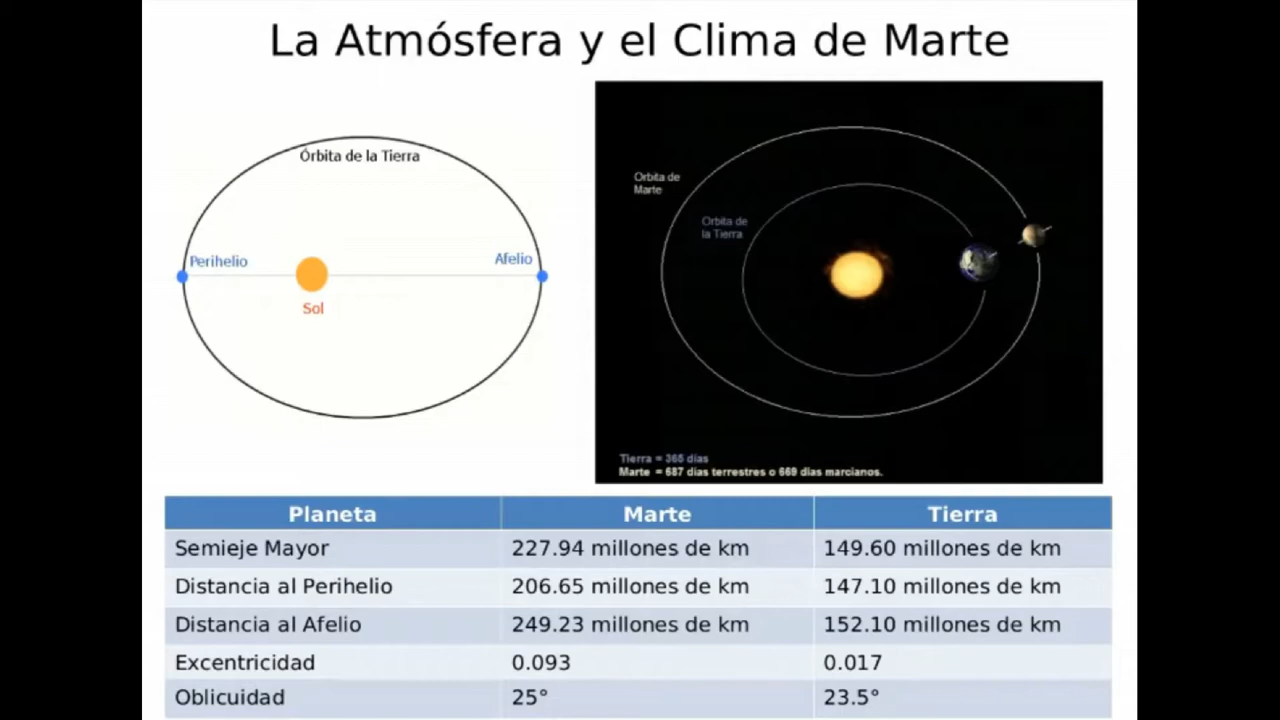 La Atmósfera y el Clima de Marte
Órbita de la Tierra
Perihelio
Afelio
Sol
Orbita de
Marte
Orbita de
la Tierra
Tierra = 365 días
Marte = 687 días terrestres o 669 días marcianos.
Planeta Marte Tierra
Semieje Mayor 227.94 millones de km 149.60 millones de km
Distancia al Perihelio 206.65 millones de km 147.10 millones de km
Distancia al Afelio 249.23 millones de km 152.10 millones de km
Excentricidad 0.093 0.017
Oblicuidad 25° 23.5°